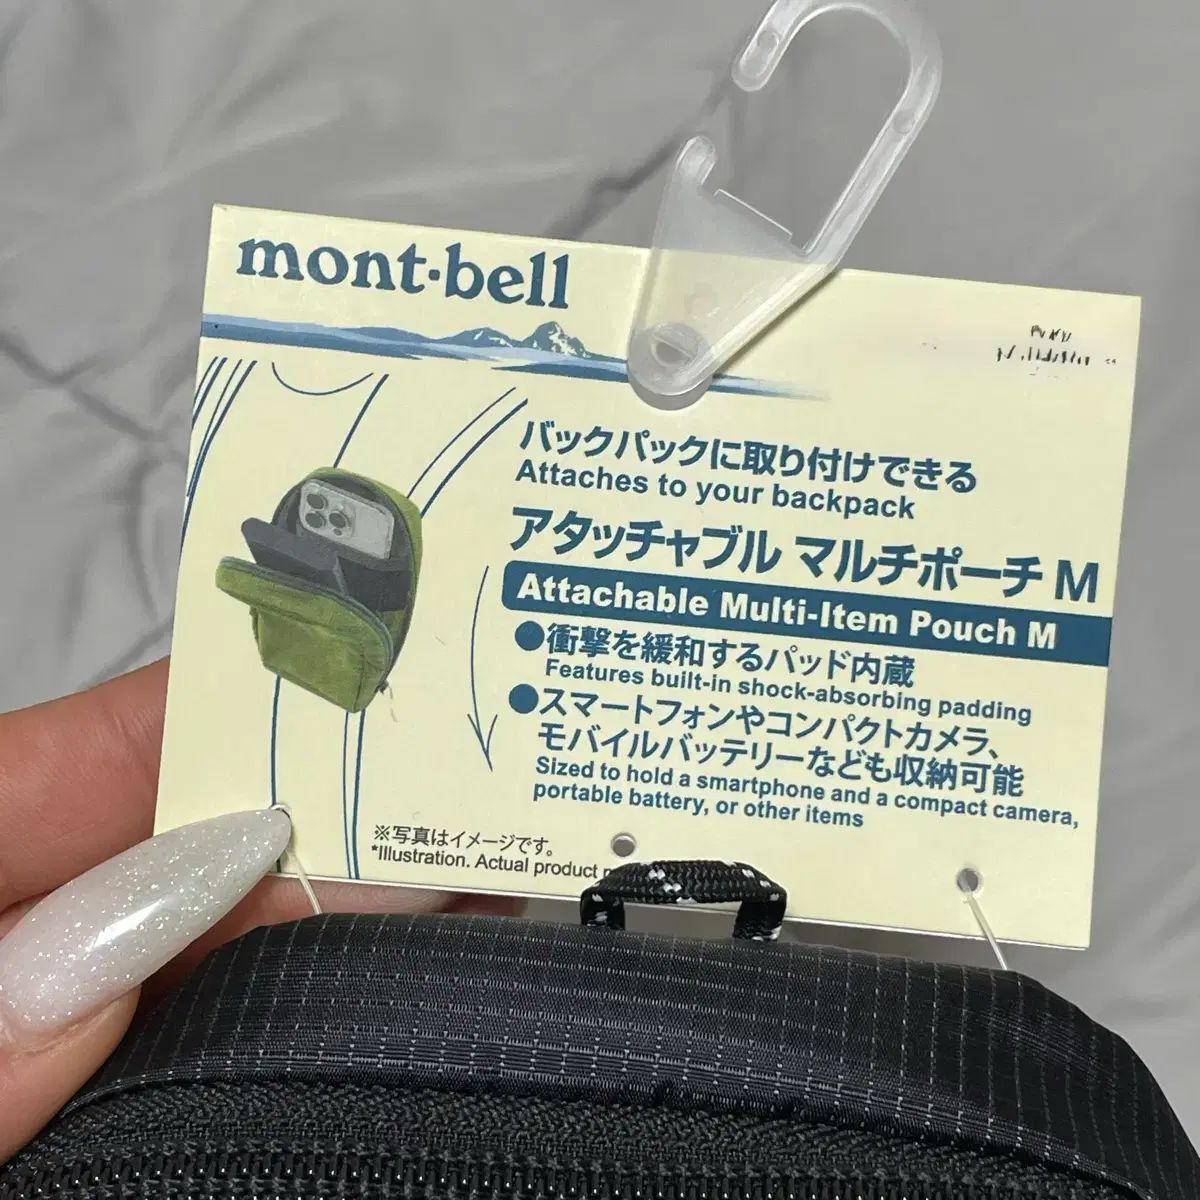 mont-bell
バックパックに取り付けできる
Attaches to your backpack
アタッチャブル マルチポーチ M
Attachable Multi-Item Pouch M
●衝撃を緩和するパッド内蔵
Features built-in shock-absorbing padding
●スマートフォンやコンパクトカメラ、
モバイルバッテリーなども収納可能
Sized to hold a smartphone and a compact camera,
portable battery, or other items
※写真はイメージです。
*Illustration. Actual product